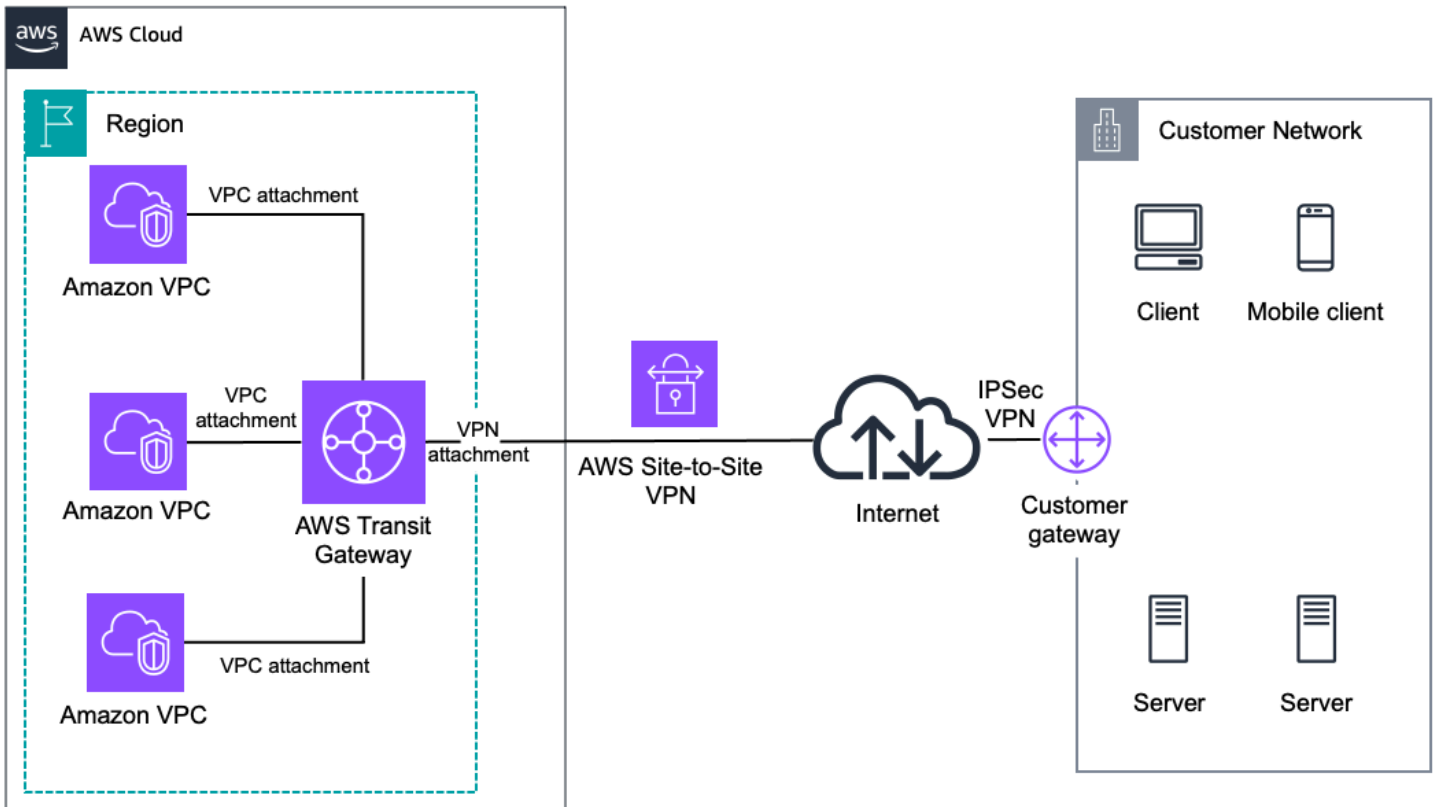 aws
AWS Cloud
Region
VPC attachment
Amazon VPC
VPC
attachment
Amazon VPC
AWS Transit
Gateway
VPC attachment
Amazon VPC
VPN
attachment
AWS Site-to-Site
VPN
Internet
IPSec
VPN
Customer
gateway
Customer Network
Client
Mobile client
Server
Server